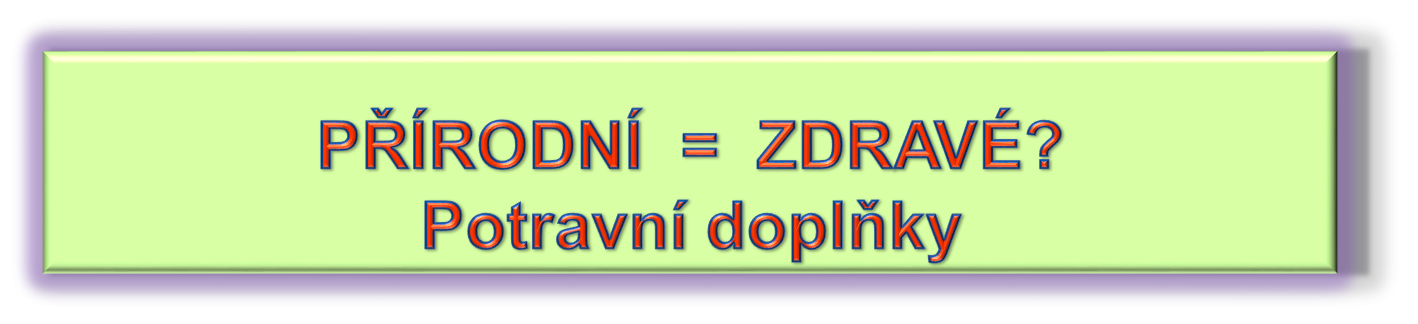 PŘÍRODNÍ = ZDRAVÉ?
Potravní doplňky